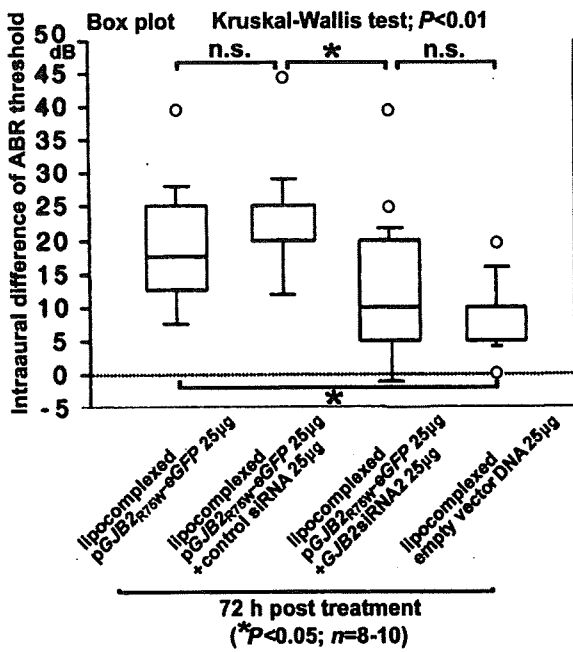 Box plot Kruskal-Wallis test; P<0.01
n.s. * n.s.
Intraaural difference of ABR threshold
50
dB
45
40
35
30
25
20
15
10
5
0
-5
*
lipocomplexed
pGJB2R75W-eGFP 25µg
lipocomplexed
pGJB2R75W-eGFP 25µg
+control siRNA 25µg
lipocomplexed
pGJB2R75W-eGFP 25µg
+GJB2siRNA2 25µg
lipocomplexed
empty vector DNA 25µg
72 h post treatment
(*P<0.05; n=8-10)